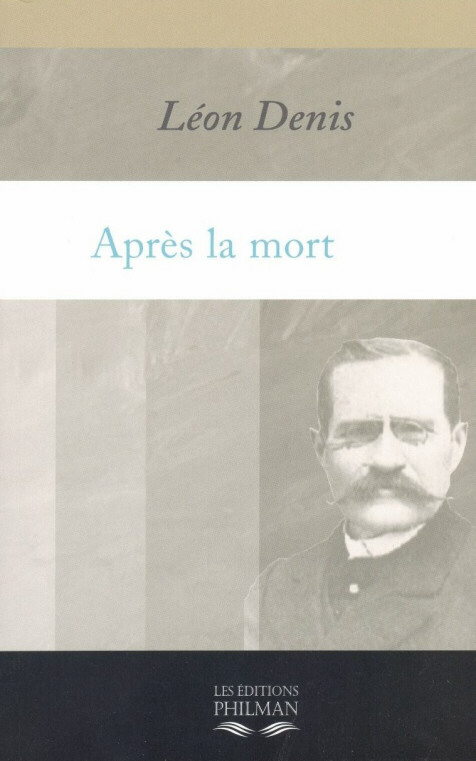 Léon Denis
Après la mort
LES ÉDITIONS
PHILMAN